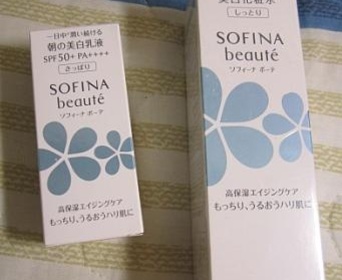 一日中*潤い続ける
朝の美白乳液
SPF50+ PA++++
さっぱり
SOFINA
beauté
ソフィーナ ボーテ
高保湿エイジングケア
もっちり、うるおうハリ肌に
美白化粧水
しっとり
SOFINA
beauté
ソフィーナ ボーテ
高保湿エイジングケア
もっちり、うるおうハリ肌に